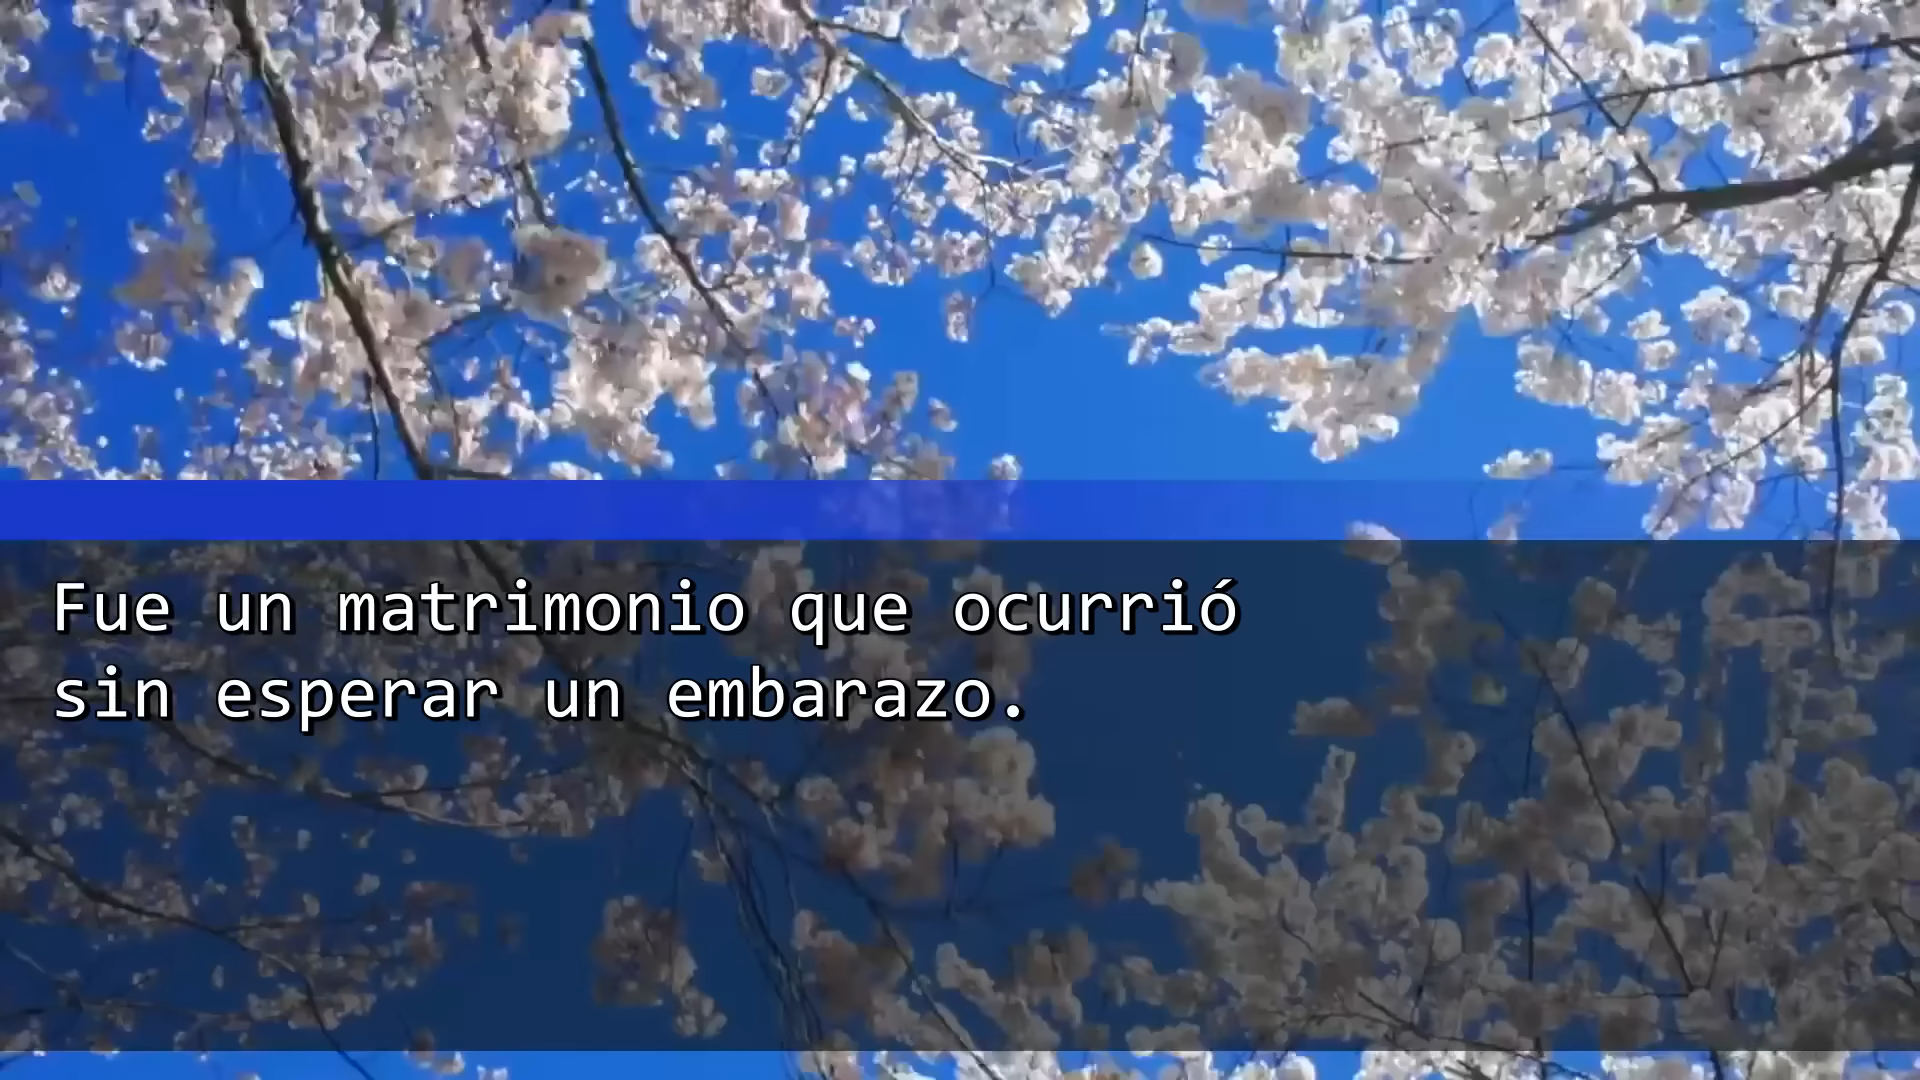 Fue un matrimonio que ocurrió
sin esperar un embarazo.